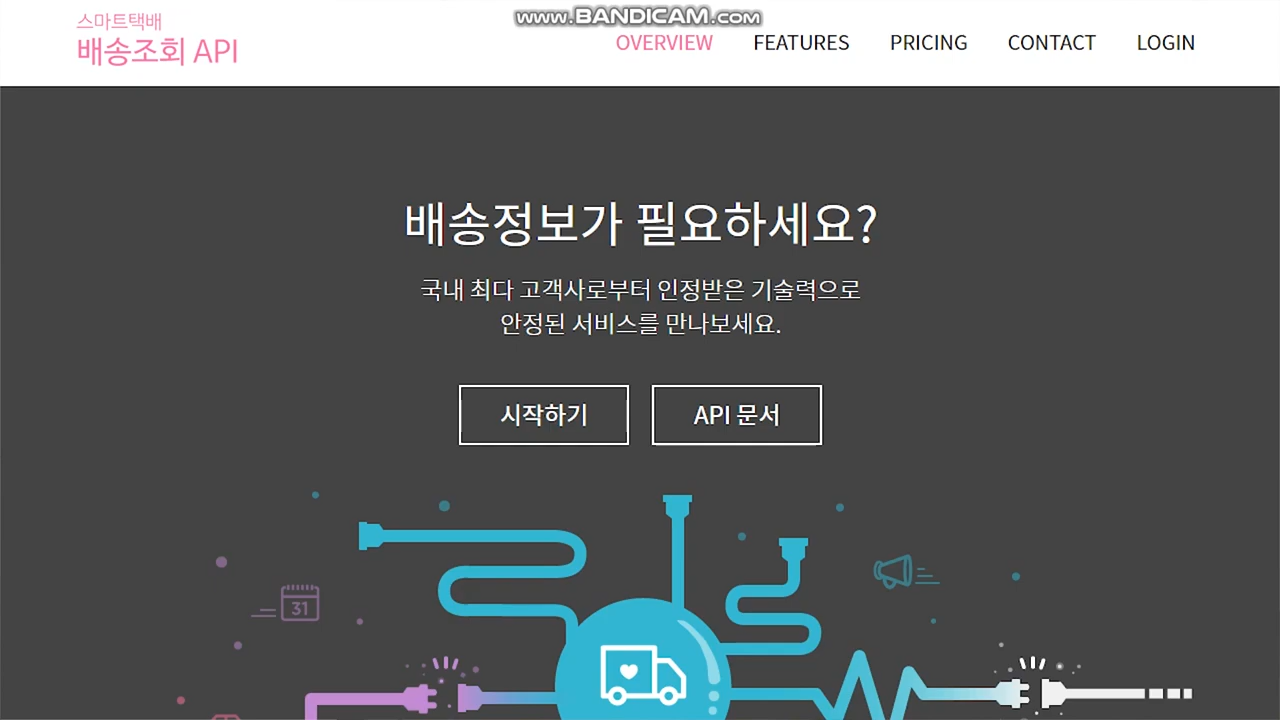 www.BANDICAM.com
스마트택배
배송조회 API
OVERVIEW FEATURES PRICING CONTACT LOGIN
배송정보가 필요하세요?
국내 최다 고객사로부터 인정받은 기술력으로
안정된 서비스를 만나보세요.
시작하기 API 문서
31